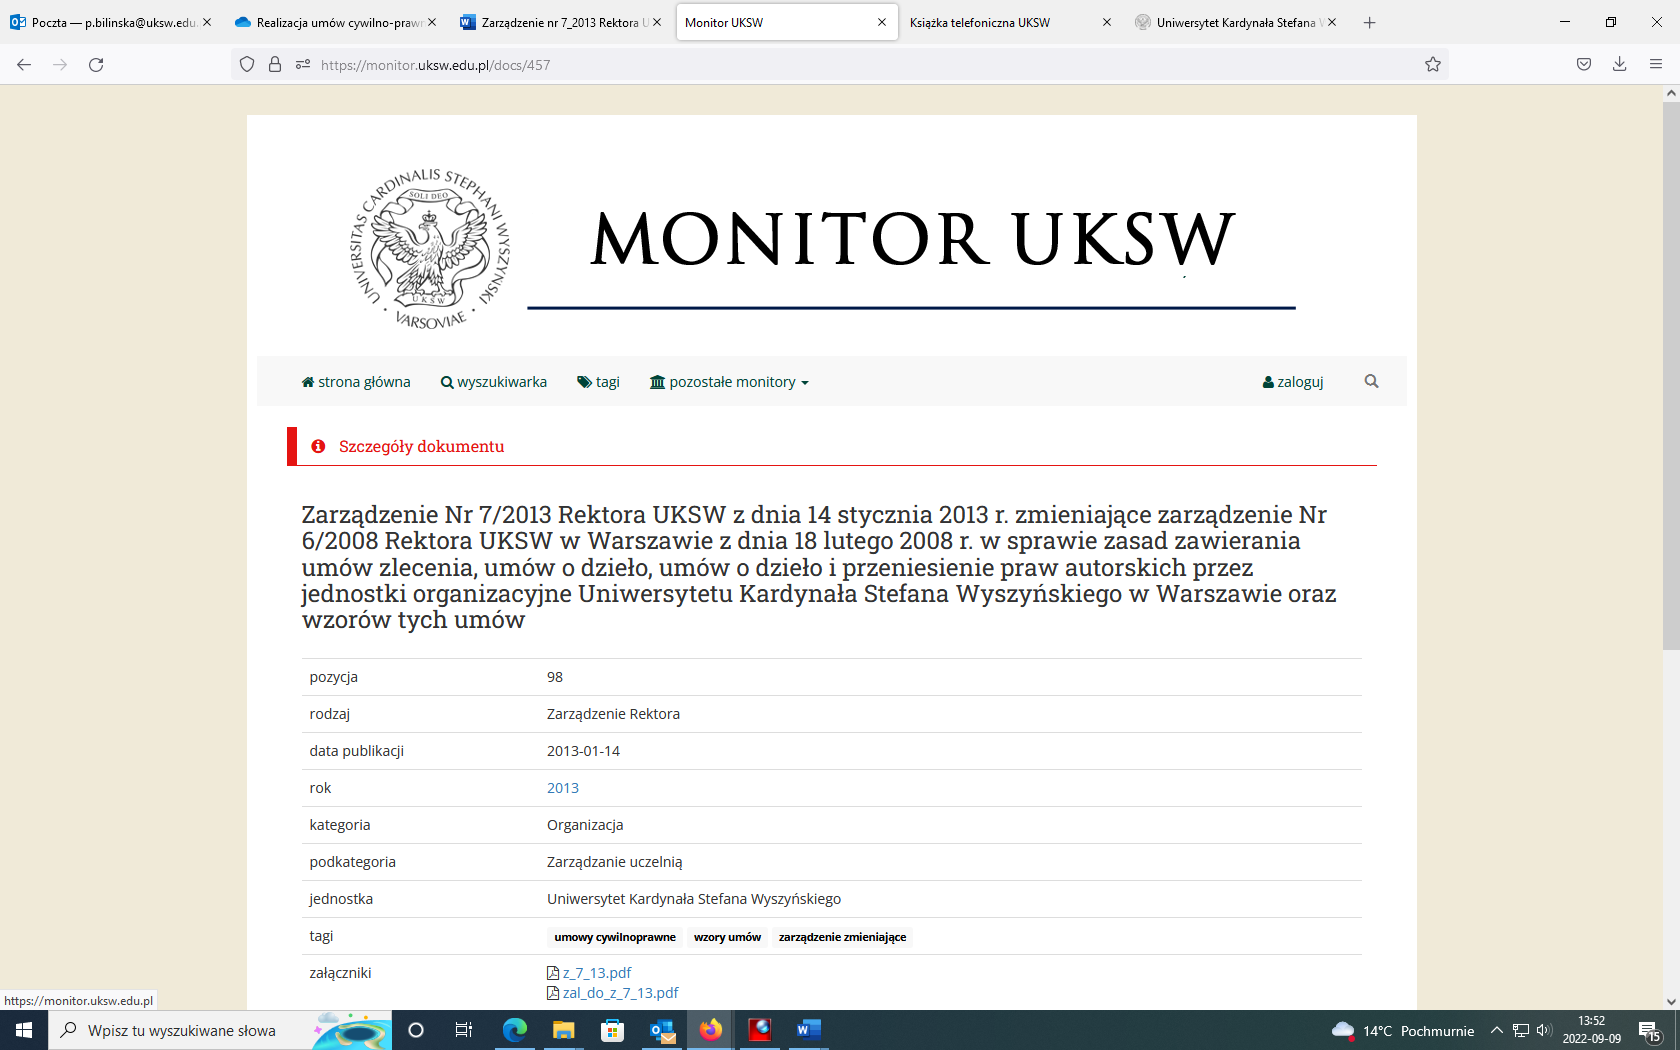 Poczta — p.bilinska@uksw.edu.
Realizacja umów cywilno-prawn
Zarządzenie nr 7_2013 Rektora U
Monitor UKSW
Książka telefoniczna UKSW
Uniwersytet Kardynała Stefana W
https://monitor.uksw.edu.pl/docs/457
UNIVERSITAS CARDINALIS STEPHANI WYSZYNSKI
VARSOVIAE
SOLI DEO
UKSW
MONITOR UKSW
strona główna
wyszukiwarka
tagi
pozostałe monitory
zaloguj
Szczegóły dokumentu
Zarządzenie Nr 7/2013 Rektora UKSW z dnia 14 stycznia 2013 r. zmieniające zarządzenie Nr
6/2008 Rektora UKSW w Warszawie z dnia 18 lutego 2008 r. w sprawie zasad zawierania
umów zlecenia, umów o dzieło, umów o dzieło i przeniesienie praw autorskich przez
jednostki organizacyjne Uniwersytetu Kardynała Stefana Wyszyńskiego w Warszawie oraz
wzorów tych umów
pozycja 98
rodzaj Zarządzenie Rektora
data publikacji 2013-01-14
rok 2013
kategoria Organizacja
podkategoria Zarządzanie uczelnią
jednostka Uniwersytet Kardynała Stefana Wyszyńskiego
tagi umowy cywilnoprawne wzory umów zarządzenie zmieniające
załączniki z_7_13.pdf
zal_do_z_7_13.pdf
https://monitor.uksw.edu.pl
Wpisz tu wyszukiwane słowa
14°C Pochmurnie
13:52
2022-09-09
15